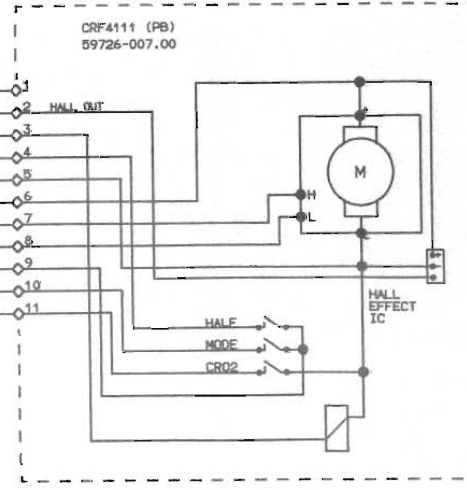 CRF4111 (PB)
59726-007.00
1
2 HALL OUT
3
4
5
6
7
8
9
10
11
M
H
L
+
-
HALL
EFFECT
IC
HALF
MODE
CRO2